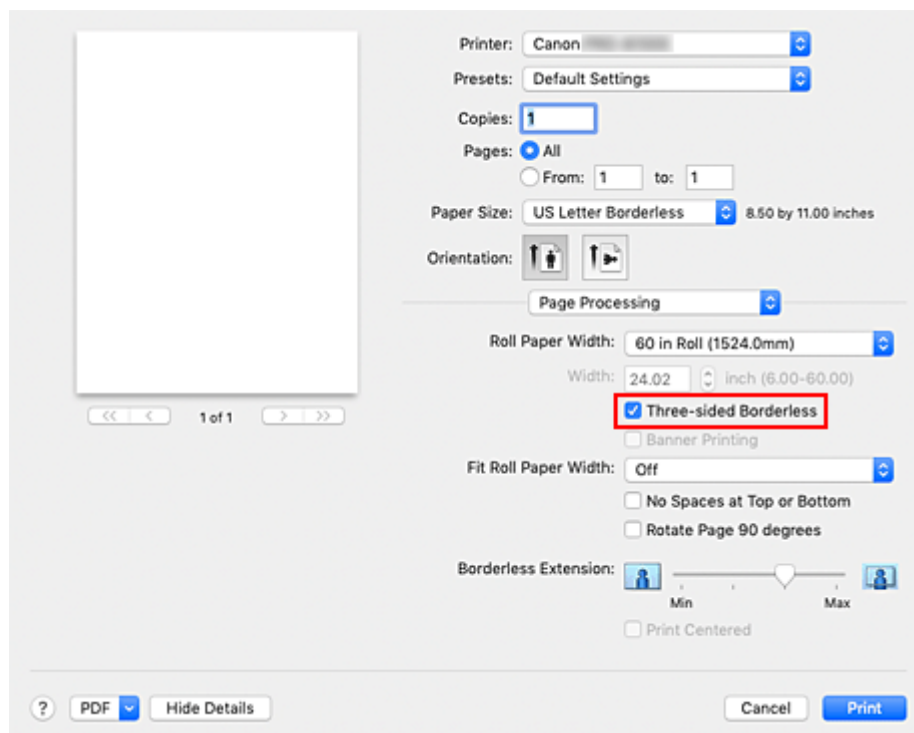 Printer: Canon
Presets: Default Settings
Copies: 1
Pages: All
From: 1 to: 1
Paper Size: US Letter Borderless 8.50 by 11.00 inches
Orientation:
Page Processing
Roll Paper Width: 60 in Roll (1524.0mm)
Width: 24.02 inch (6.00-60.00)
<< < 1 of 1 > >>
Three-sided Borderless
Banner Printing
Fit Roll Paper Width: Off
No Spaces at Top or Bottom
Rotate Page 90 degrees
Borderless Extension:
Min Max
Print Centered
? PDF Hide Details Cancel Print